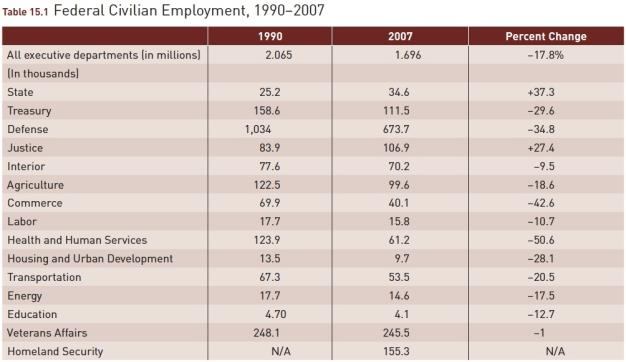 Table 15.1 Federal Civilian Employment, 1990–2007
1990 2007 Percent Change
All executive departments (in millions) 2.065 1.696 −17.8%
(In thousands)
State 25.2 34.6 +37.3
Treasury 158.6 111.5 −29.6
Defense 1,034 673.7 −34.8
Justice 83.9 106.9 +27.4
Interior 77.6 70.2 −9.5
Agriculture 122.5 99.6 −18.6
Commerce 69.9 40.1 −42.6
Labor 17.7 15.8 −10.7
Health and Human Services 123.9 61.2 −50.6
Housing and Urban Development 13.5 9.7 −28.1
Transportation 67.3 53.5 −20.5
Energy 17.7 14.6 −17.5
Education 4.70 4.1 −12.7
Veterans Affairs 248.1 245.5 −1
Homeland Security N/A 155.3 N/A